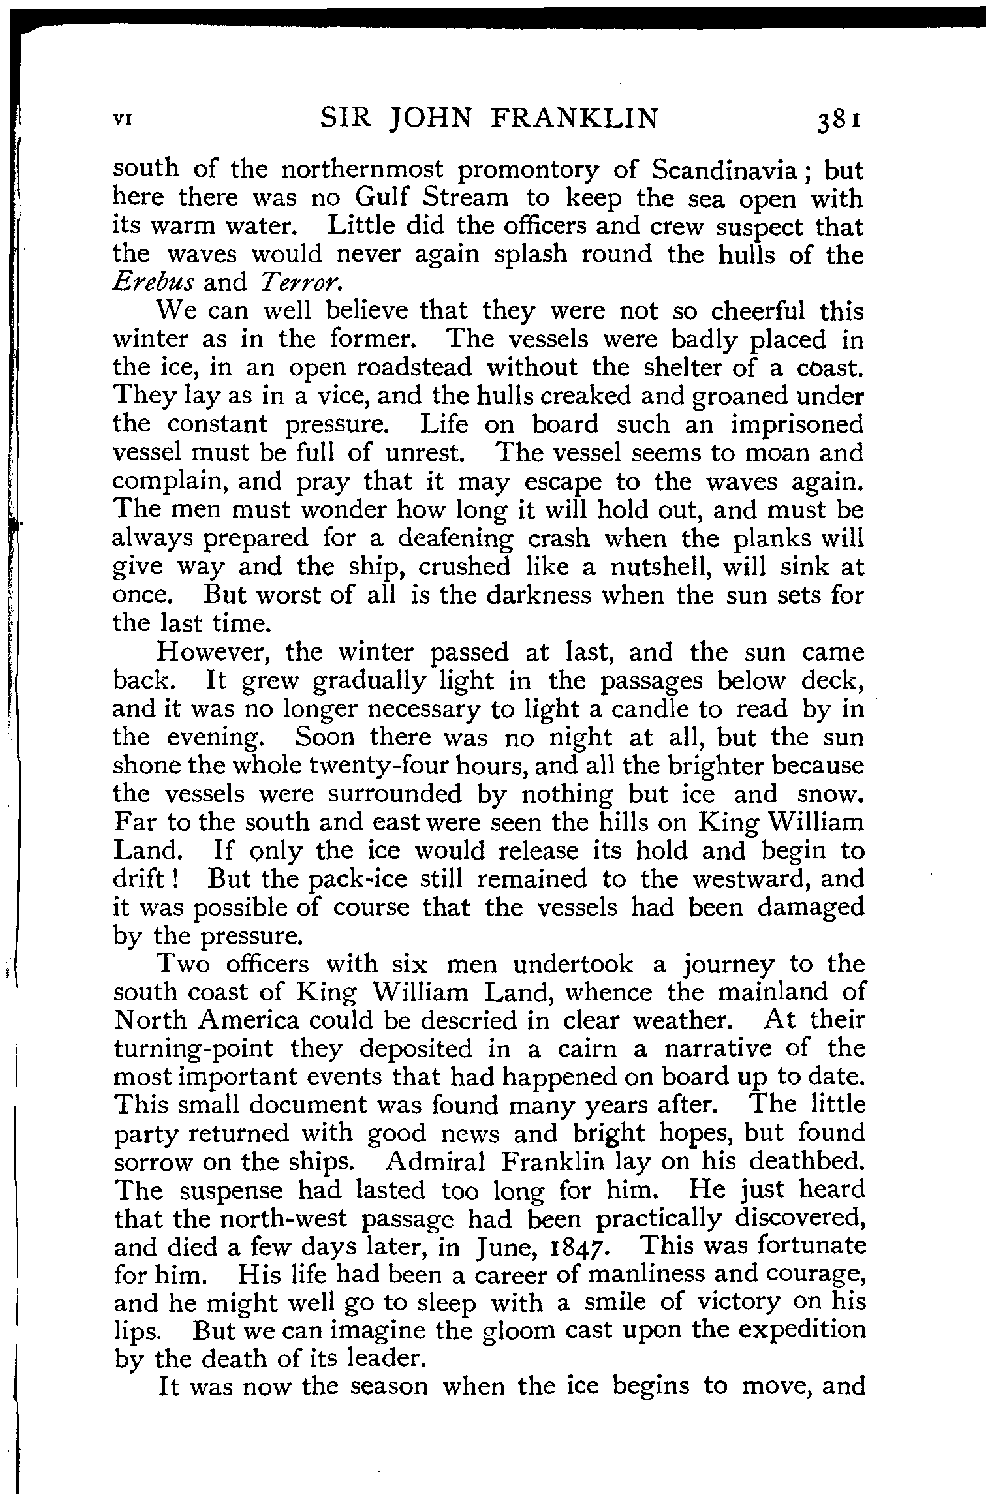 VI SIR JOHN FRANKLIN 381
south of the northernmost promontory of Scandinavia; but
here there was no Gulf Stream to keep the sea open with
its warm water. Little did the officers and crew suspect that
the waves would never again splash round the hulls of the
Erebus and Terror.
We can well believe that they were not so cheerful this
winter as in the former. The vessels were badly placed in
the ice, in an open roadstead without the shelter of a coast.
They lay as in a vice, and the hulls creaked and groaned under
the constant pressure. Life on board such an imprisoned
vessel must be full of unrest. The vessel seems to moan and
complain, and pray that it may escape to the waves again.
The men must wonder how long it will hold out, and must be
always prepared for a deafening crash when the planks will
give way and the ship, crushed like a nutshell, will sink at
once. But worst of all is the darkness when the sun sets for
the last time.
However, the winter passed at last, and the sun came
back. It grew gradually light in the passages below deck,
and it was no longer necessary to light a candle to read by in
the evening. Soon there was no night at all, but the sun
shone the whole twenty-four hours, and all the brighter because
the vessels were surrounded by nothing but ice and snow.
Far to the south and east were seen the hills on King William
Land. If only the ice would release its hold and begin to
drift! But the pack-ice still remained to the westward, and
it was possible of course that the vessels had been damaged
by the pressure.
Two officers with six men undertook a journey to the
south coast of King William Land, whence the mainland of
North America could be descried in clear weather. At their
turning-point they deposited in a cairn a narrative of the
most important events that had happened on board up to date.
This small document was found many years after. The little
party returned with good news and bright hopes, but found
sorrow on the ships. Admiral Franklin lay on his deathbed.
The suspense had lasted too long for him. He just heard
that the north-west passage had been practically discovered,
and died a few days later, in June, 1847. This was fortunate
for him. His life had been a career of manliness and courage,
and he might well go to sleep with a smile of victory on his
lips. But we can imagine the gloom cast upon the expedition
by the death of its leader.
It was now the season when the ice begins to move, and